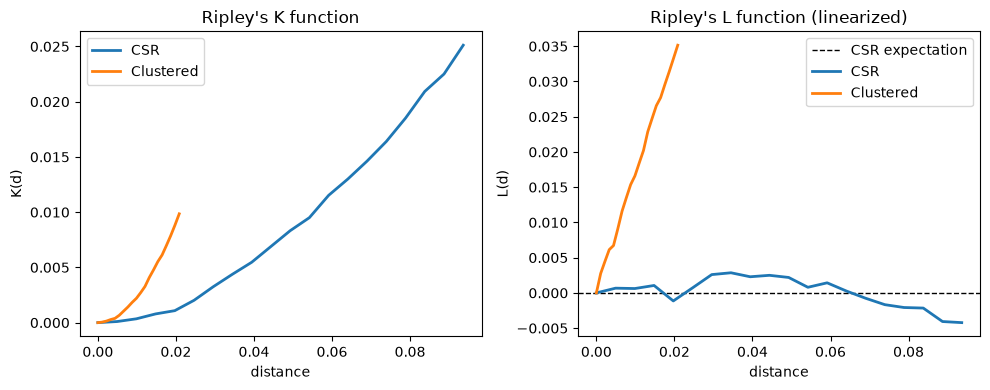 Ripley's K function
K(d)
0.025
0.020
0.015
0.010
0.005
0.000
0.00 0.02 0.04 0.06 0.08
distance
CSR
Clustered
Ripley's L function (linearized)
L(d)
0.035
0.030
0.025
0.020
0.015
0.010
0.005
0.000
−0.005
0.00 0.02 0.04 0.06 0.08
distance
CSR expectation
CSR
Clustered